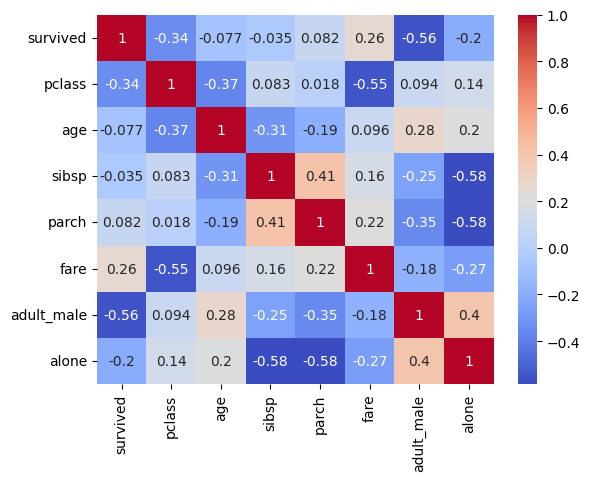 survived 1 -0.34 -0.077 -0.035 0.082 0.26 -0.56 -0.2
pclass -0.34 1 -0.37 0.083 0.018 -0.55 0.094 0.14
age -0.077 -0.37 1 -0.31 -0.19 0.096 0.28 0.2
sibsp -0.035 0.083 -0.31 1 0.41 0.16 -0.25 -0.58
parch 0.082 0.018 -0.19 0.41 1 0.22 -0.35 -0.58
fare 0.26 -0.55 0.096 0.16 0.22 1 -0.18 -0.27
adult_male -0.56 0.094 0.28 -0.25 -0.35 -0.18 1 0.4
alone -0.2 0.14 0.2 -0.58 -0.58 -0.27 0.4 1
survived pclass age sibsp parch fare adult_male alone
1.0
0.8
0.6
0.4
0.2
0.0
−0.2
−0.4